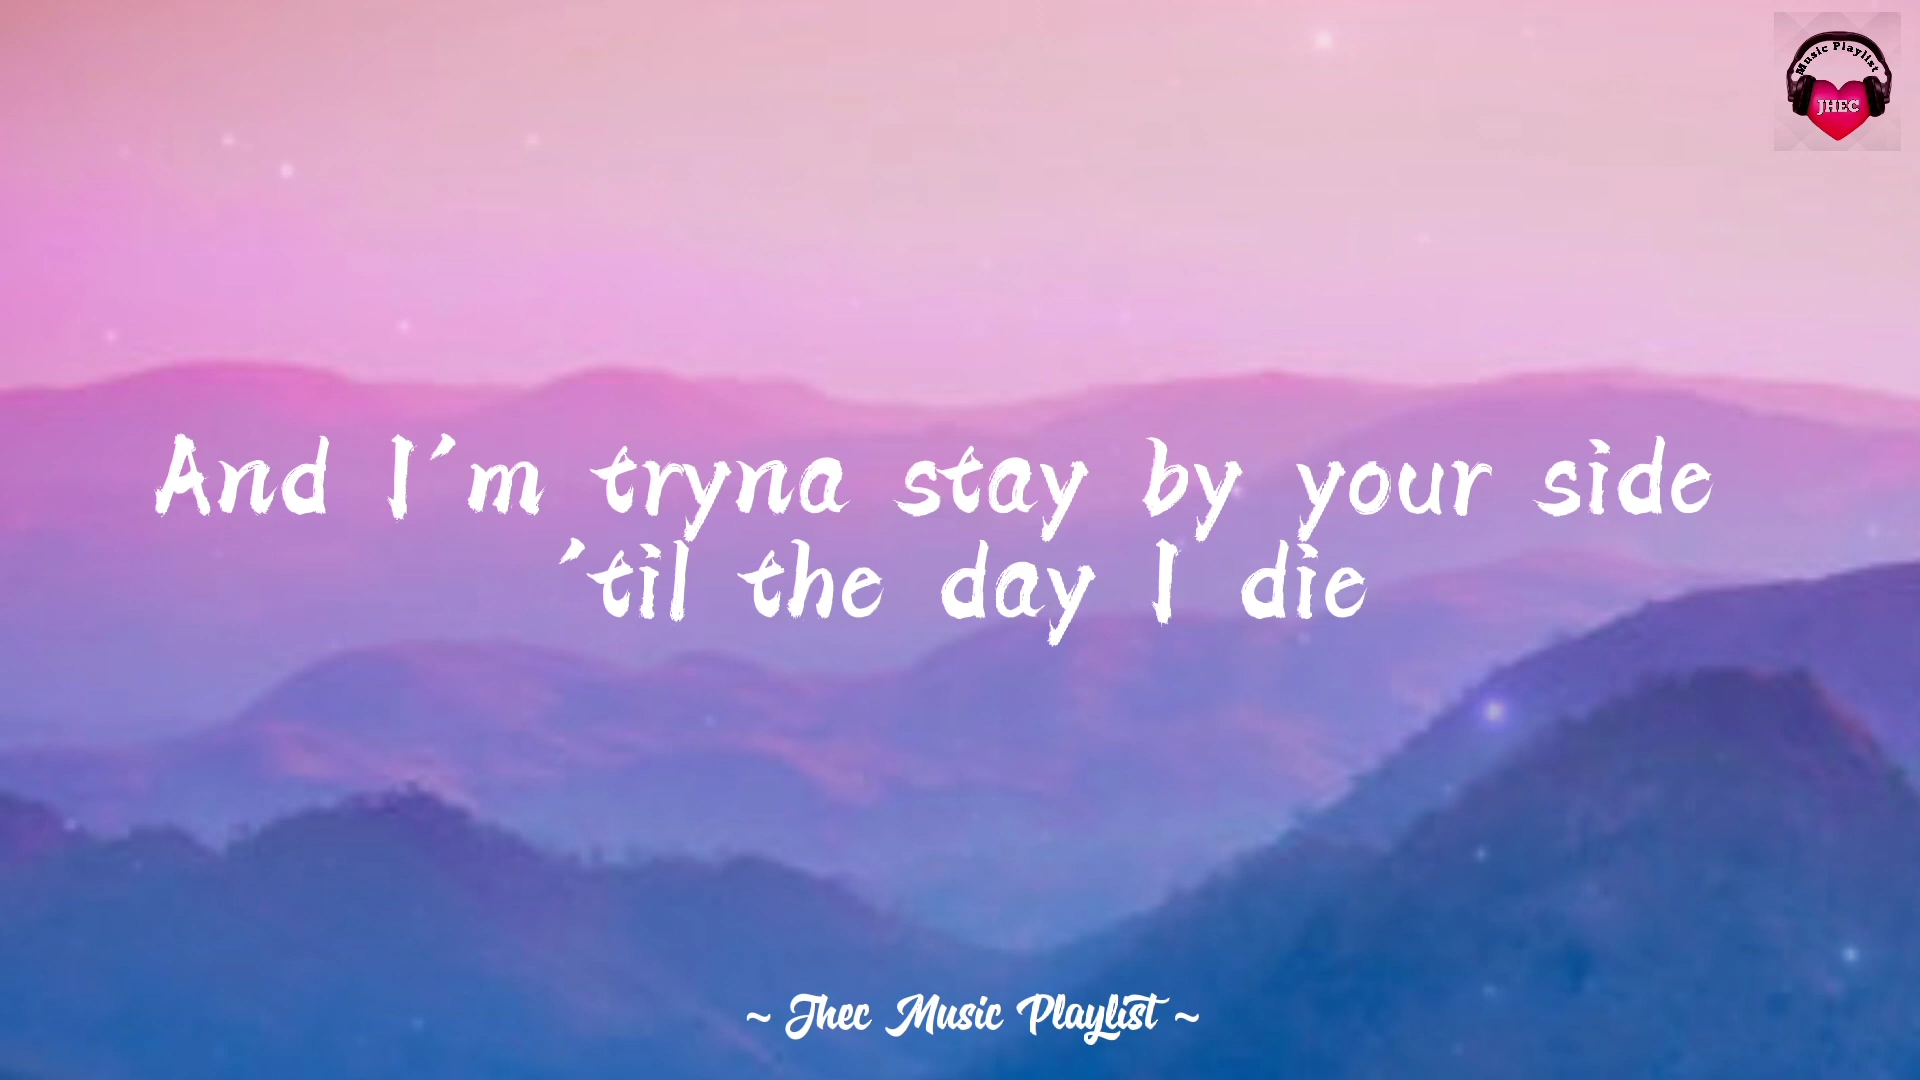 Music Playlist
JHEC
And I'm tryna stay by your side
'til the day I die
~ Jhec Music Playlist ~